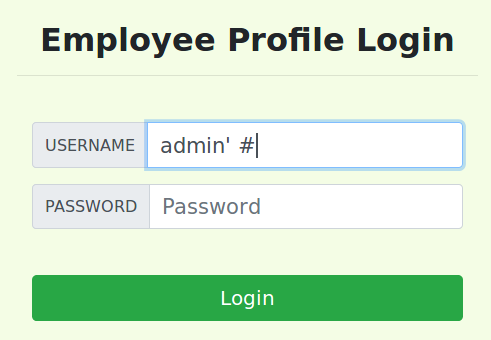 Employee Profile Login
USERNAME admin' #
PASSWORD Password
Login